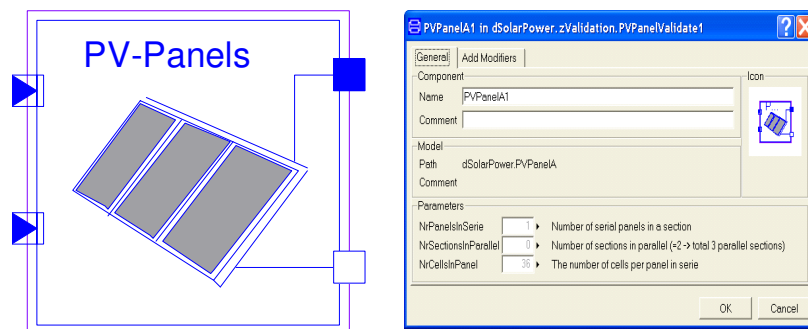 PV-Panels
PVPanelA1 in dSolarPower.zValidation.PVPanelValidate1
General
Add Modifiers
Component
Icon
Name
PVPanelA1
Comment
P...
Model
Path
dSolarPower.PVPanelA
Comment
Parameters
NrPanelsInSerie
1
Number of serial panels in a section
NrSectionsInParallel
0
Number of sections in parallel (=2 -> total 3 parallel sections)
NrCellsInPanel
36
The number of cells per panel in serie
OK
Cancel